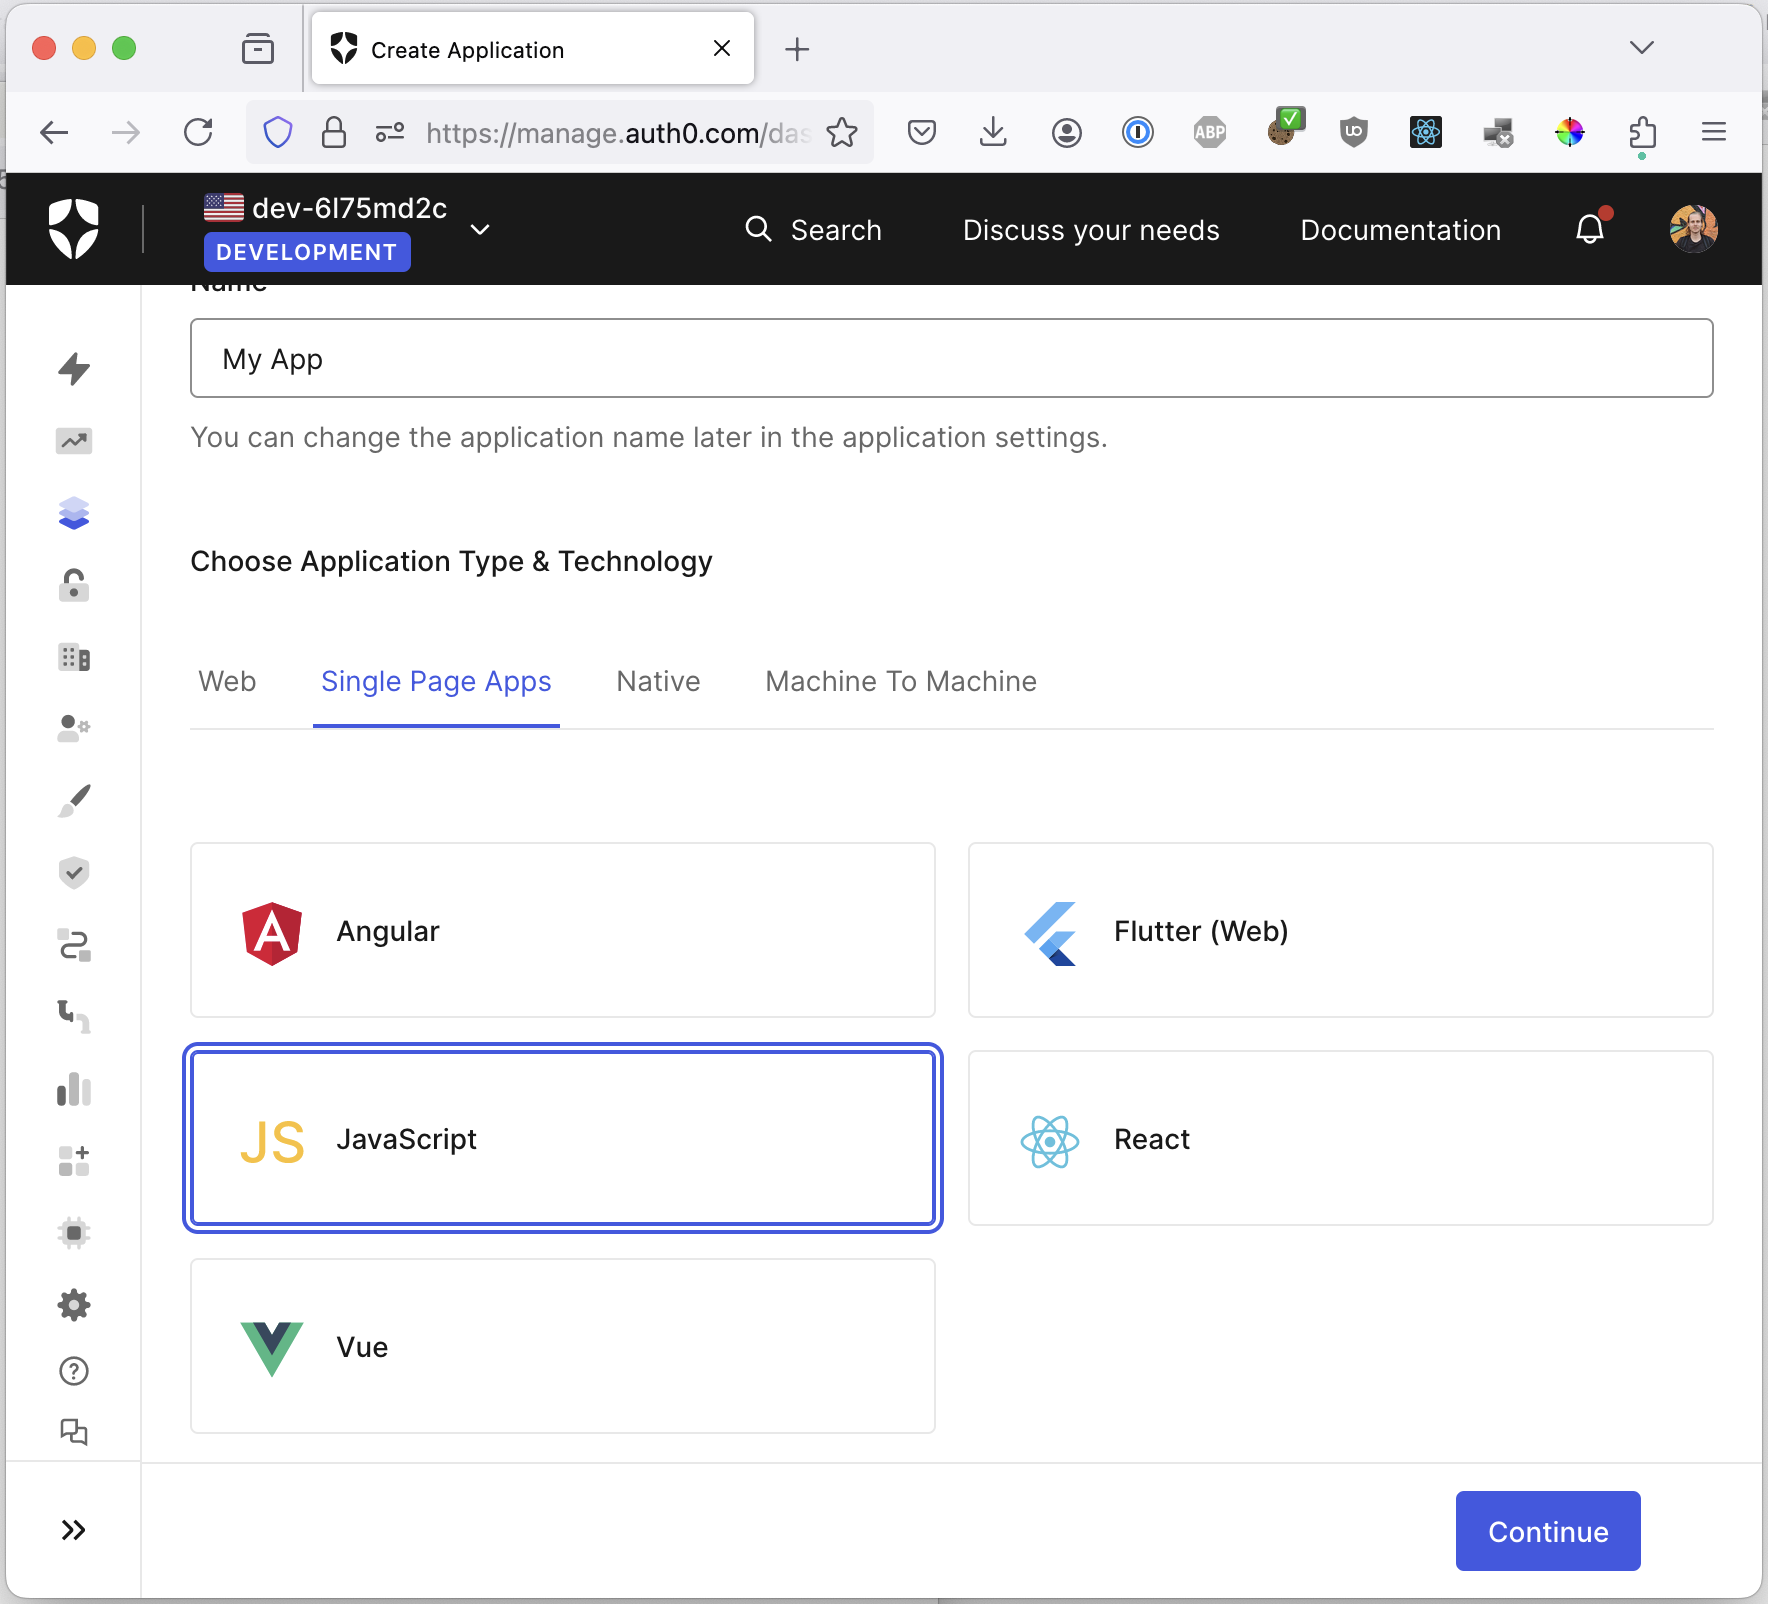 Create Application
https://manage.auth0.com/das
ABP
dev-6l75md2c
DEVELOPMENT
Search
Discuss your needs
Documentation
Name
My App
You can change the application name later in the application settings.
Choose Application Type & Technology
Web
Single Page Apps
Native
Machine To Machine
Angular
Flutter (Web)
JS
JavaScript
React
Vue
Continue